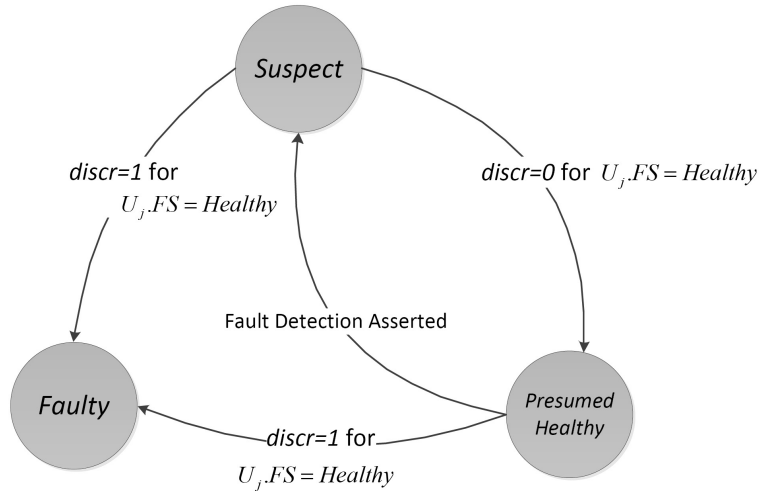 Suspect
discr=1 for
U_j.FS = Healthy
discr=0 for U_j.FS = Healthy
Fault Detection Asserted
Faulty
Presumed
Healthy
discr=1 for
U_j.FS = Healthy